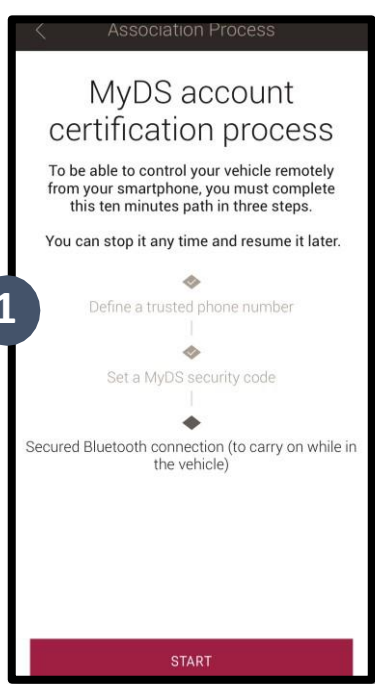 Association Process
MyDS account
certification process
To be able to control your vehicle remotely
from your smartphone, you must complete
this ten minutes path in three steps.
You can stop it any time and resume it later.
1
Define a trusted phone number
Set a MyDS security code
Secured Bluetooth connection (to carry on while in
the vehicle)
START